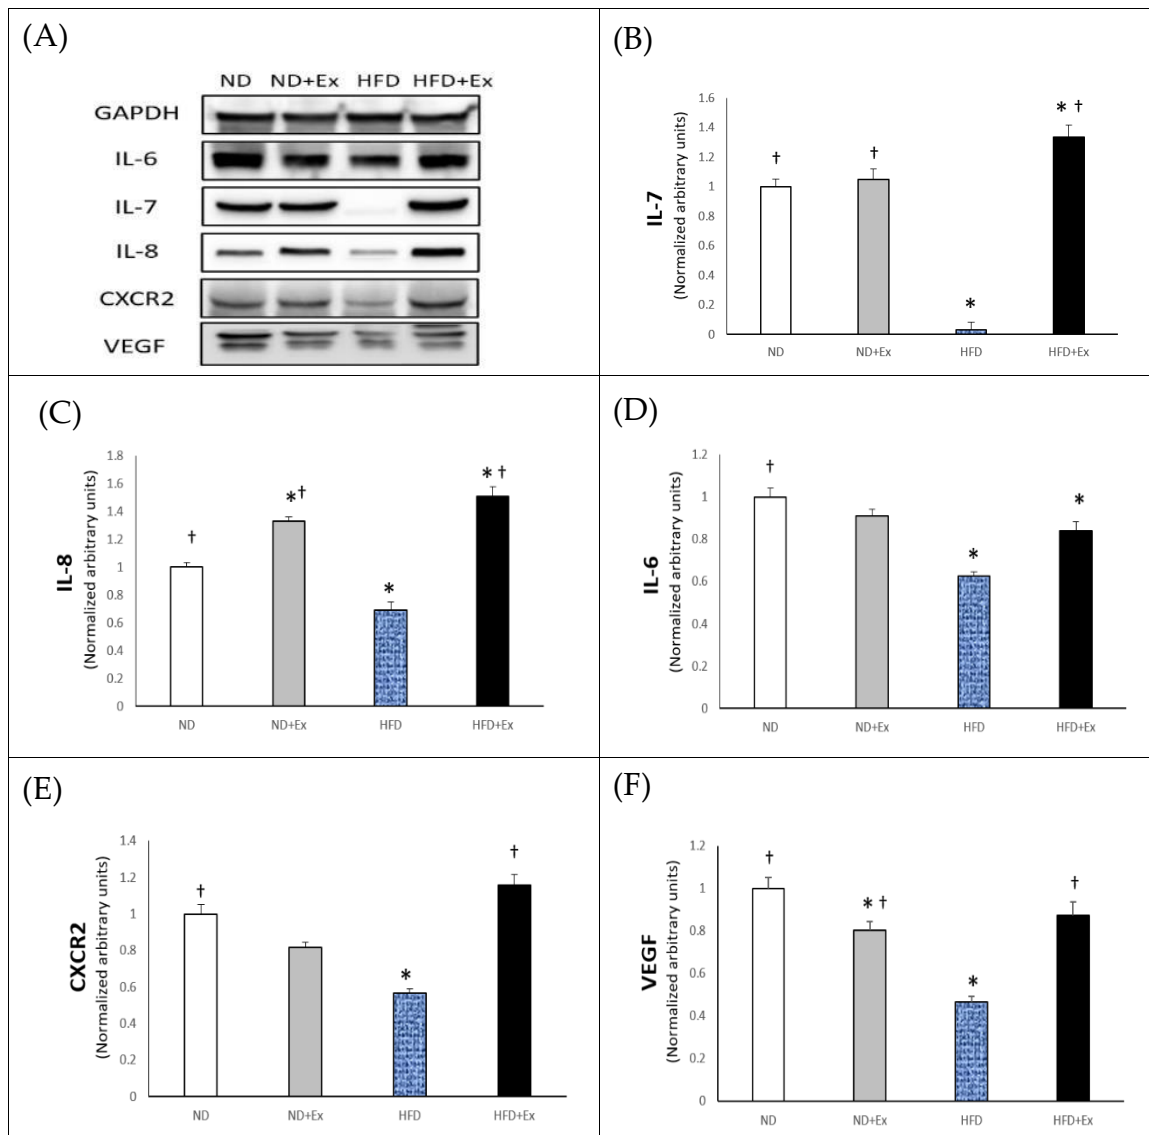 (A)
ND ND+Ex HFD HFD+Ex
GAPDH
IL-6
IL-7
IL-8
CXCR2
VEGF
(B)
IL-7
(Normalized arbitrary units)
1.6
1.4
1.2
1
0.8
0.6
0.4
0.2
0
†
†
*
* †
ND ND+Ex HFD HFD+Ex
(C)
IL-8
(Normalized arbitrary units)
1.8
1.6
1.4
1.2
1
0.8
0.6
0.4
0.2
0
†
*†
*
* †
ND ND+Ex HFD HFD+Ex
(D)
IL-6
(Normalized arbitrary units)
1.2
1
0.8
0.6
0.4
0.2
0
†
*
*
ND ND+Ex HFD HFD+Ex
(E)
CXCR2
(Normalized arbitrary units)
1.4
1.2
1
0.8
0.6
0.4
0.2
0
†
*
†
ND ND+Ex HFD HFD+Ex
(F)
VEGF
(Normalized arbitrary units)
1.2
1
0.8
0.6
0.4
0.2
0
†
* †
*
†
ND ND+Ex HFD HFD+Ex